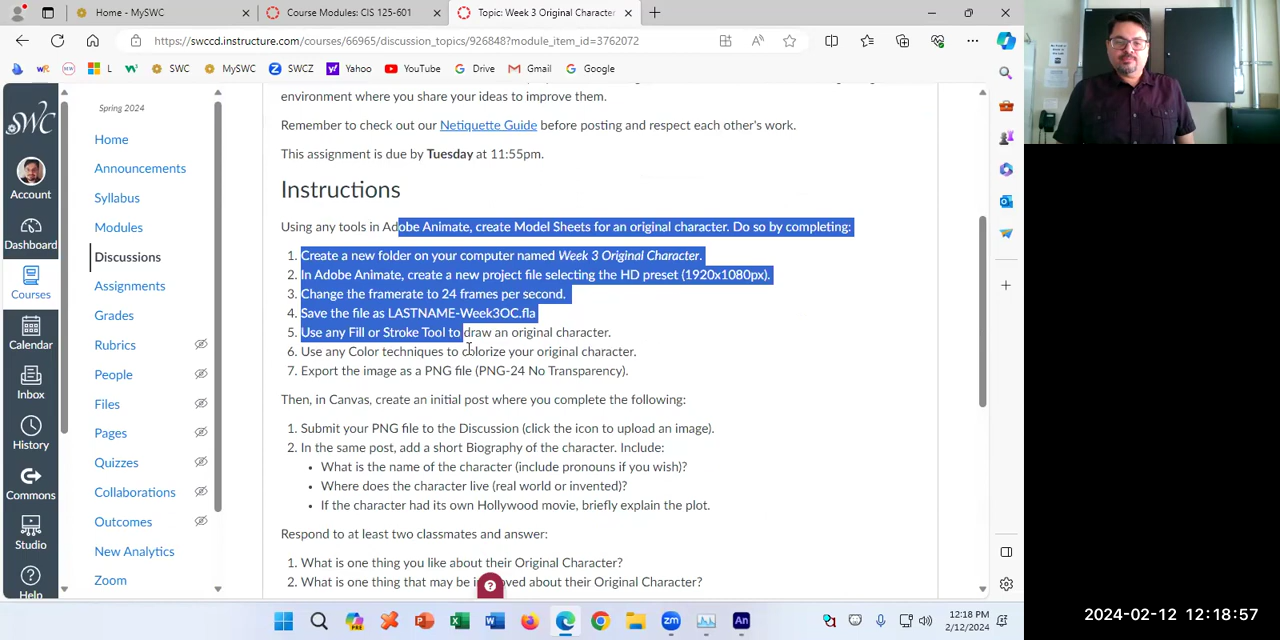 Home - MySWC
Course Modules: CIS 125-601
Topic: Week 3 Original Character
https://swccd.instructure.com/courses/66965/discussion_topics/926848?module_item_id=3762072
L
SWC
MySWC
SWCZ
Yahoo
YouTube
Drive
Gmail
Google
SWC
Account
Dashboard
Courses
Calendar
Inbox
History
Commons
Studio
Help
Spring 2024
Home
Announcements
Syllabus
Modules
Discussions
Assignments
Grades
Rubrics
People
Files
Pages
Quizzes
Collaborations
Outcomes
New Analytics
Zoom
environment where you share your ideas to improve them.
Remember to check out our Netiquette Guide before posting and respect each other's work.
This assignment is due by Tuesday at 11:55pm.
Instructions
Using any tools in Adobe Animate, create Model Sheets for an original character. Do so by completing:
1. Create a new folder on your computer named Week 3 Original Character.
2. In Adobe Animate, create a new project file selecting the HD preset (1920x1080px).
3. Change the framerate to 24 frames per second.
4. Save the file as LASTNAME-Week3OC.fla
5. Use any Fill or Stroke Tool to draw an original character.
6. Use any Color techniques to colorize your original character.
7. Export the image as a PNG file (PNG-24 No Transparency).
Then, in Canvas, create an initial post where you complete the following:
1. Submit your PNG file to the Discussion (click the icon to upload an image).
2. In the same post, add a short Biography of the character. Include:
• What is the name of the character (include pronouns if you wish)?
• Where does the character live (real world or invented)?
• If the character had its own Hollywood movie, briefly explain the plot.
Respond to at least two classmates and answer:
1. What is one thing you like about their Original Character?
2. What is one thing that may be i oved about their Original Character?
12:18 PM
2/12/2024
2024-02-12 12:18:57